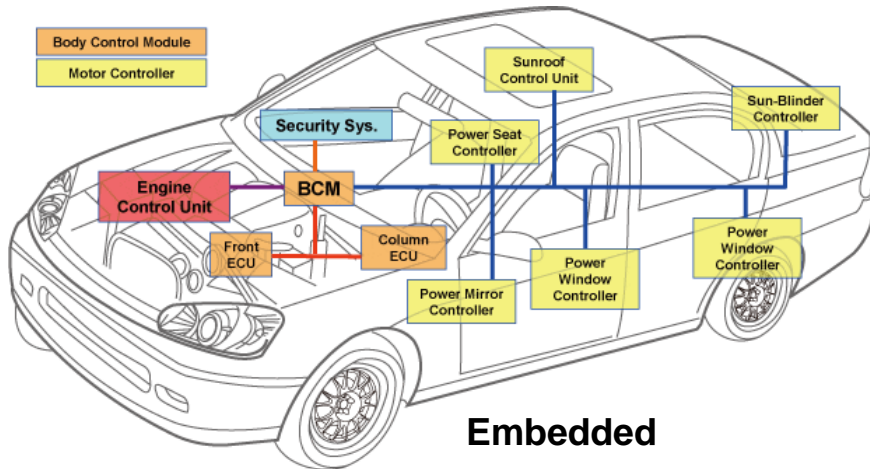 Body Control Module
Motor Controller
Sunroof
Control Unit
Sun-Blinder
Controller
Security Sys.
Power Seat
Controller
Engine
Control Unit
BCM
Front
ECU
Column
ECU
Power Mirror
Controller
Power
Window
Controller
Power
Window
Controller
Embedded